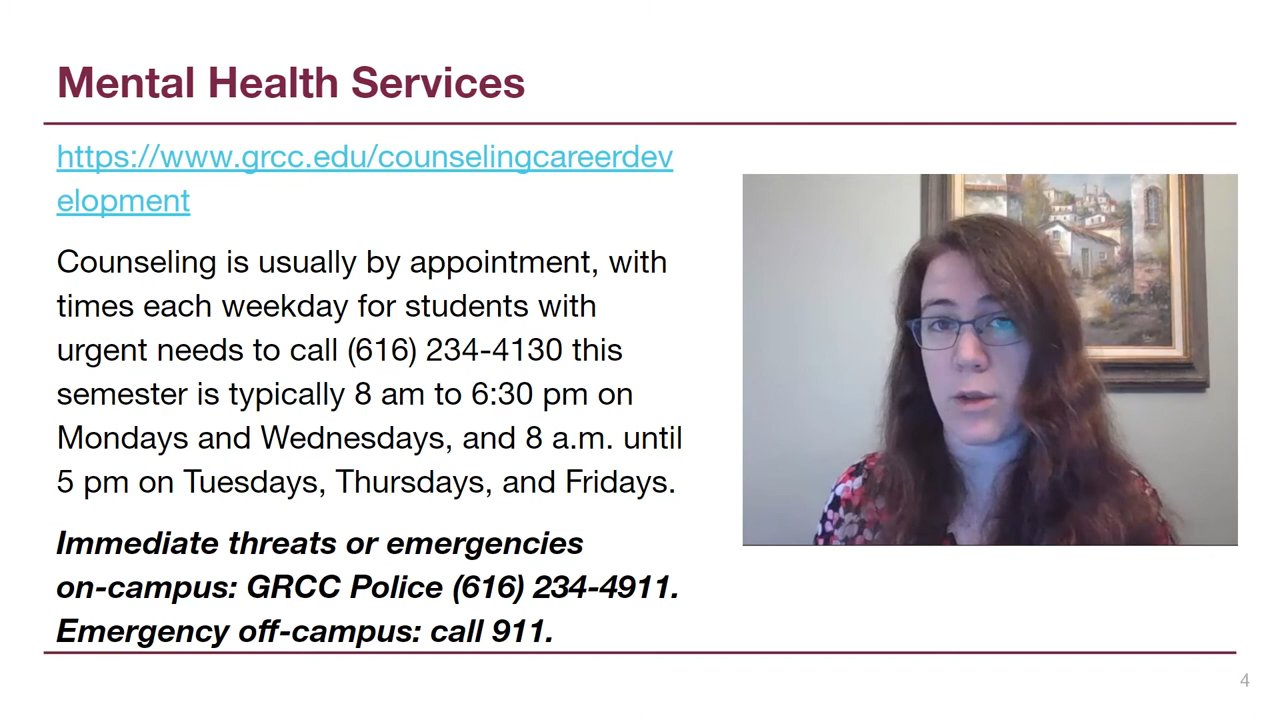 Mental Health Services
https://www.grcc.edu/counselingcareerdev
elopment
Counseling is usually by appointment, with
times each weekday for students with
urgent needs to call (616) 234-4130 this
semester is typically 8 am to 6:30 pm on
Mondays and Wednesdays, and 8 a.m. until
5 pm on Tuesdays, Thursdays, and Fridays.
Immediate threats or emergencies
on-campus: GRCC Police (616) 234-4911.
Emergency off-campus: call 911.
4